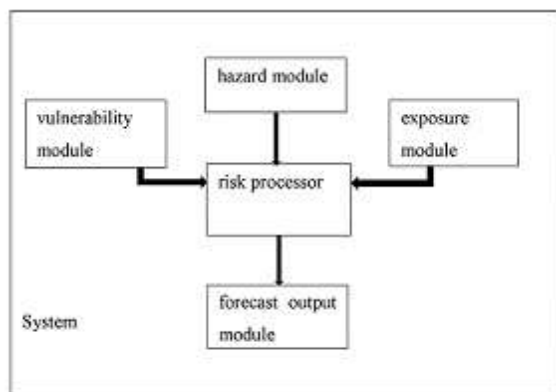 hazard module
vulnerability
module
exposure
module
risk processor
forecast output
module
System